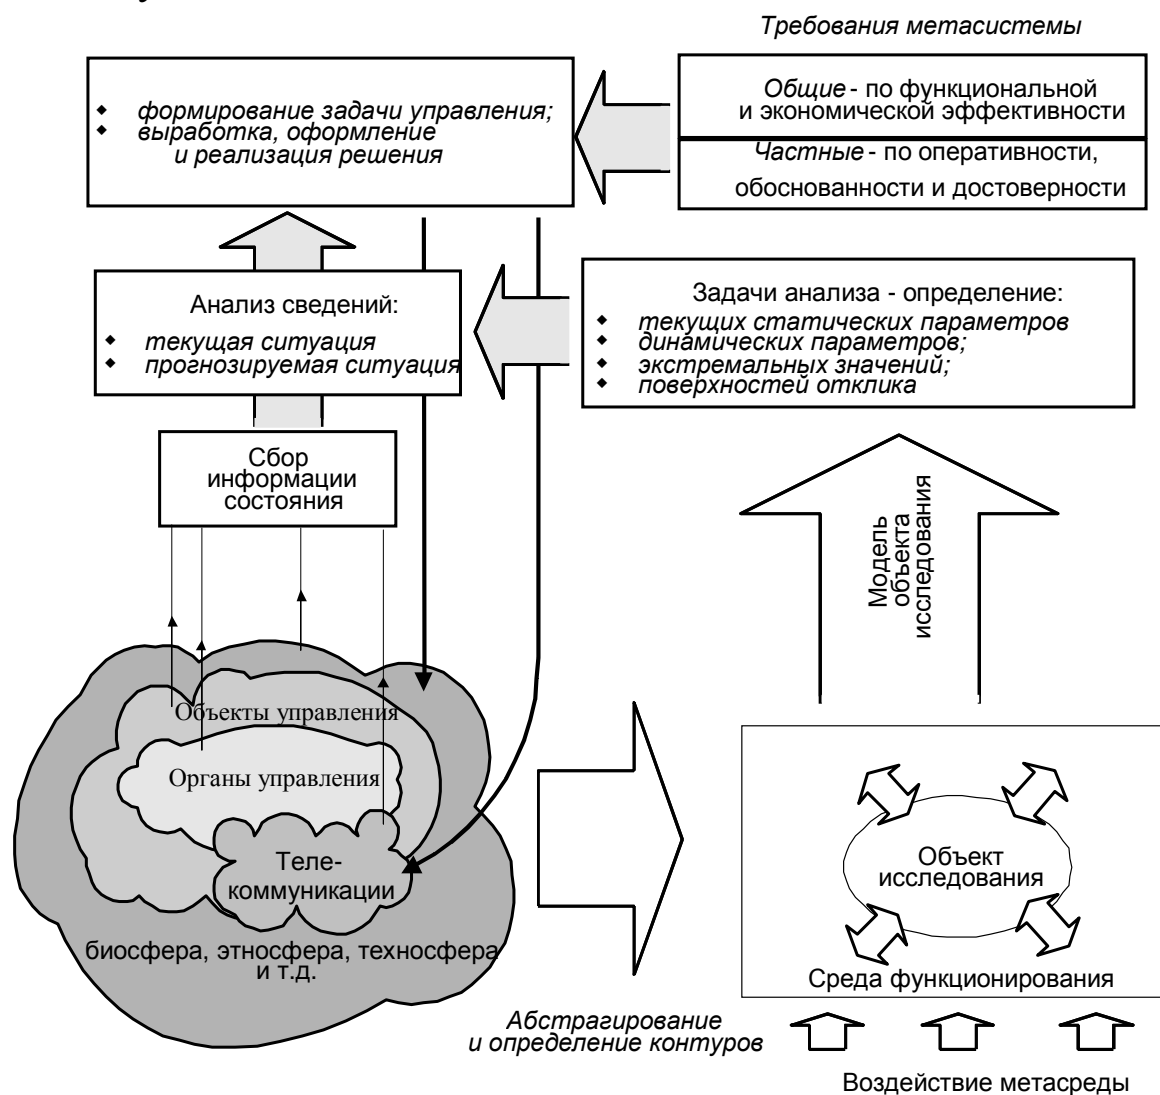 Требования метасистемы
Общие - по функциональной
и экономической эффективности
Частные - по оперативности,
обоснованности и достоверности
формирование задачи управления;
выработка, оформление
и реализация решения
Анализ сведений:
текущая ситуация
прогнозируемая ситуация
Задачи анализа - определение:
текущих статических параметров
динамических параметров;
экстремальных значений;
поверхностей отклика
Сбор
информации
состояния
Модель
объекта
исследования
Объекты управления
Органы управления
Теле-
коммуникации
биосфера, этносфера, техносфера
и т.д.
Объект
исследования
Среда функционирования
Абстрагирование
и определение контуров
Воздействие метасреды